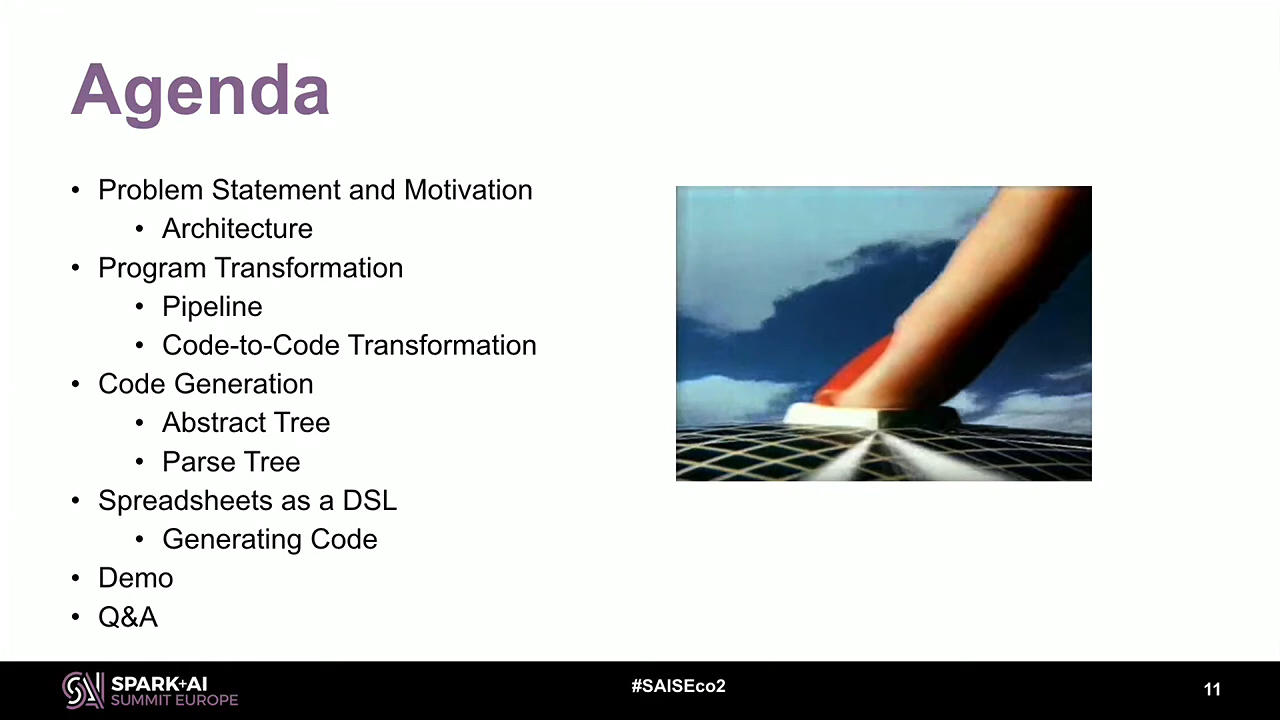 Agenda
• Problem Statement and Motivation
• Architecture
• Program Transformation
• Pipeline
• Code-to-Code Transformation
• Code Generation
• Abstract Tree
• Parse Tree
• Spreadsheets as a DSL
• Generating Code
• Demo
• Q&A
SPARK+AI
SUMMIT EUROPE
#SAISEco2
11